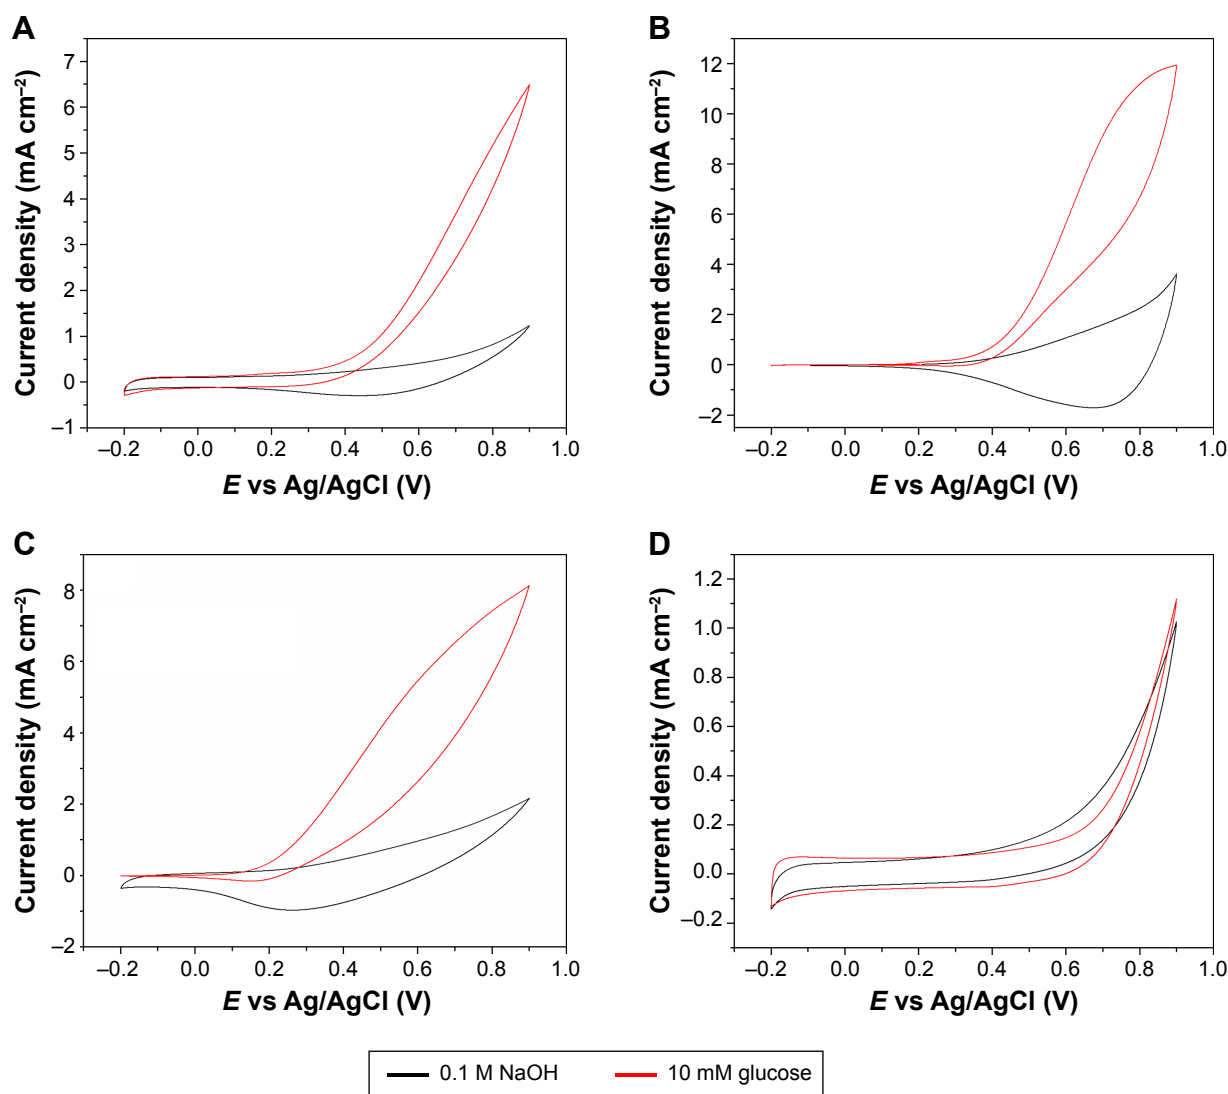 A
Current density (mA cm⁻²)
7
6
5
4
3
2
1
0
–1
–0.2 0.0 0.2 0.4 0.6 0.8 1.0
E vs Ag/AgCl (V)
B
Current density (mA cm⁻²)
12
10
8
6
4
2
0
–2
–0.2 0.0 0.2 0.4 0.6 0.8 1.0
E vs Ag/AgCl (V)
C
Current density (mA cm⁻²)
8
6
4
2
0
–2
–0.2 0.0 0.2 0.4 0.6 0.8 1.0
E vs Ag/AgCl (V)
D
Current density (mA cm⁻²)
1.2
1.0
0.8
0.6
0.4
0.2
0.0
–0.2
–0.2 0.0 0.2 0.4 0.6 0.8 1.0
E vs Ag/AgCl (V)
0.1 M NaOH 10 mM glucose